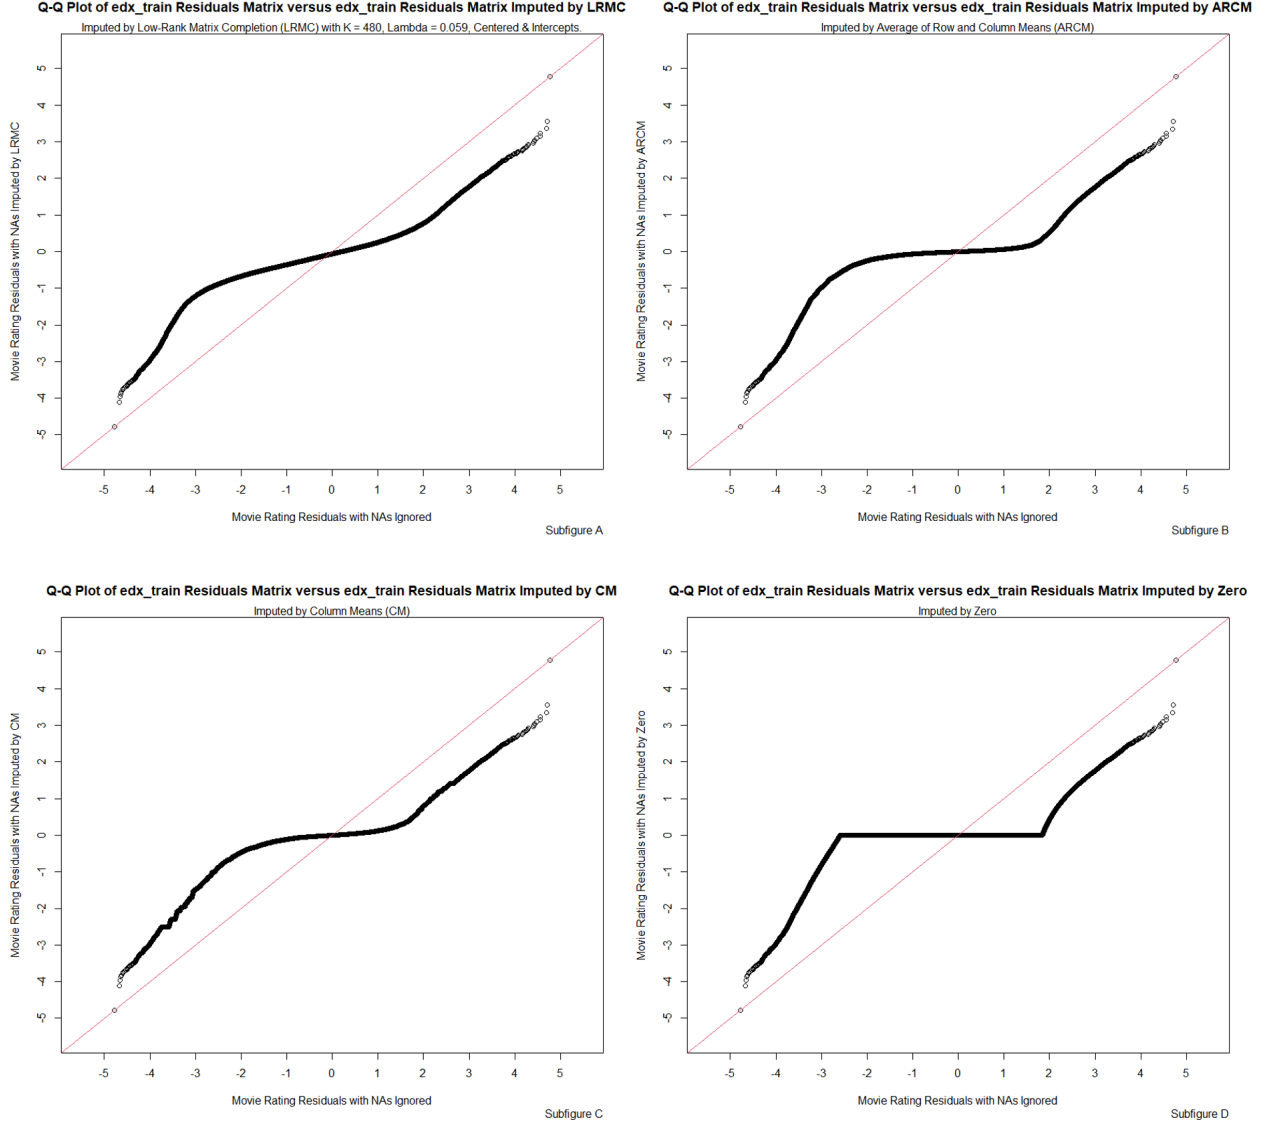 Q-Q Plot of edx_train Residuals Matrix versus edx_train Residuals Matrix Imputed by LRMC
Imputed by Low-Rank Matrix Completion (LRMC) with K = 480, Lambda = 0.059, Centered & Intercepts.
Movie Rating Residuals with NAs Imputed by LRMC
5
4
3
2
1
0
-1
-2
-3
-4
-5
-5 -4 -3 -2 -1 0 1 2 3 4 5
Movie Rating Residuals with NAs Ignored
Subfigure A
Q-Q Plot of edx_train Residuals Matrix versus edx_train Residuals Matrix Imputed by ARCM
Imputed by Average of Row and Column Means (ARCM)
Movie Rating Residuals with NAs Imputed by ARCM
5
4
3
2
1
0
-1
-2
-3
-4
-5
-5 -4 -3 -2 -1 0 1 2 3 4 5
Movie Rating Residuals with NAs Ignored
Subfigure B
Q-Q Plot of edx_train Residuals Matrix versus edx_train Residuals Matrix Imputed by CM
Imputed by Column Means (CM)
Movie Rating Residuals with NAs Imputed by CM
5
4
3
2
1
0
-1
-2
-3
-4
-5
-5 -4 -3 -2 -1 0 1 2 3 4 5
Movie Rating Residuals with NAs Ignored
Subfigure C
Q-Q Plot of edx_train Residuals Matrix versus edx_train Residuals Matrix Imputed by Zero
Imputed by Zero
Movie Rating Residuals with NAs Imputed by Zero
5
4
3
2
1
0
-1
-2
-3
-4
-5
-5 -4 -3 -2 -1 0 1 2 3 4 5
Movie Rating Residuals with NAs Ignored
Subfigure D